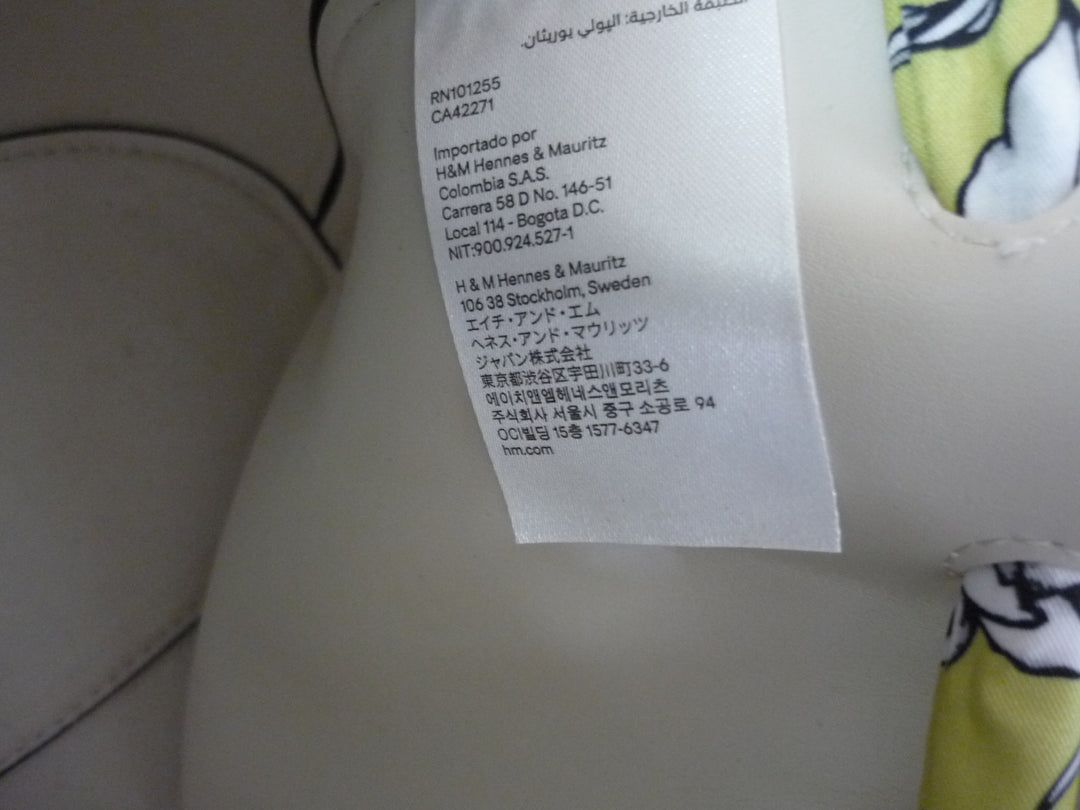 الطبقة الخارجية: البولي يوريثان.
RN101255
CA42271
Importado por
H&M Hennes & Mauritz
Colombia S.A.S.
Carrera 58 D No. 146-51
Local 114 - Bogota D.C.
NIT:900.924.527-1
H & M Hennes & Mauritz
106 38 Stockholm, Sweden
エイチ・アンド・エム
ヘネス・アンド・マウリッツ
ジャパン株式会社
東京都渋谷区宇田川町33-6
에이치앤엠헤네스앤모리츠
주식회사 서울시 중구 소공로 94
OCI빌딩 15층 1577-6347
hm.com